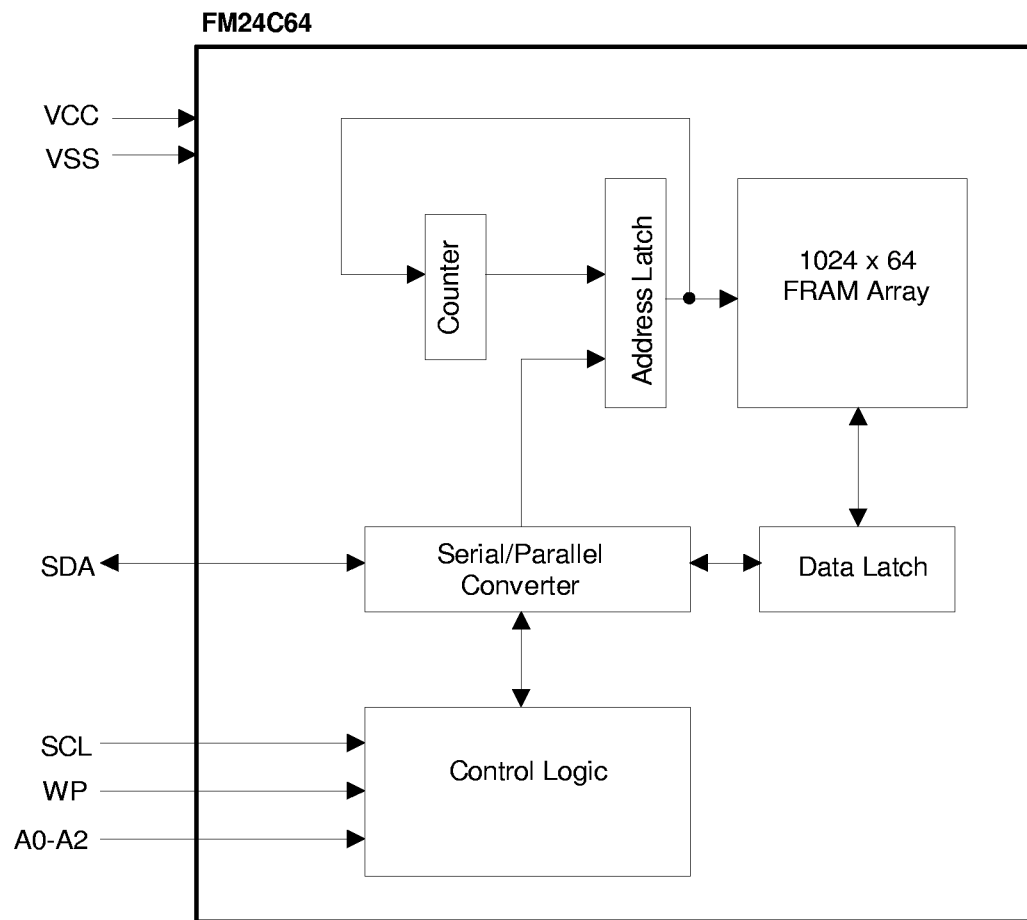 FM24C64
VCC
VSS
Counter
Address Latch
1024 x 64
FRAM Array
SDA
Serial/Parallel
Converter
Data Latch
SCL
WP
A0-A2
Control Logic